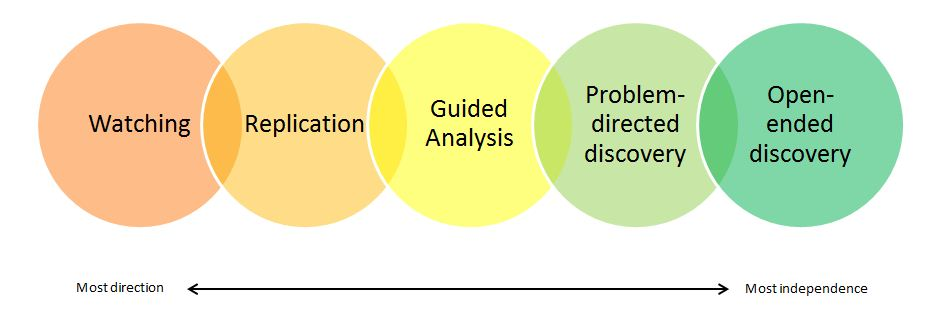 Watching
Replication
Guided
Analysis
Problem-
directed
discovery
Open-
ended
discovery
Most direction
Most independence